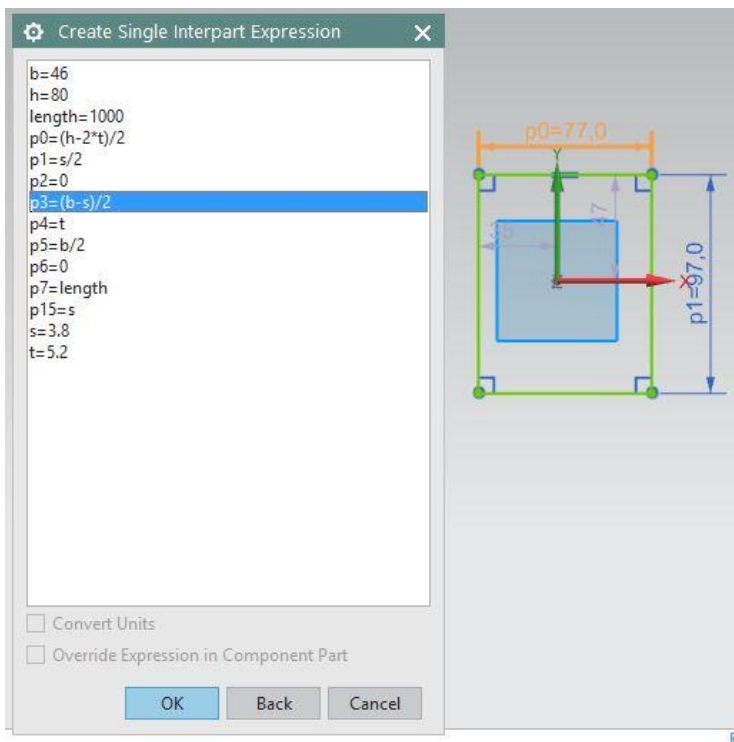 Create Single Interpart Expression
b=46
h=80
length=1000
p0=(h-2*t)/2
p1=s/2
p2=0
p3=(b-s)/2
p4=t
p5=b/2
p6=0
p7=length
p15=s
s=3.8
t=5.2
Convert Units
Override Expression in Component Part
OK Back Cancel
p0=77,0
Y
47
X
p1=97,0